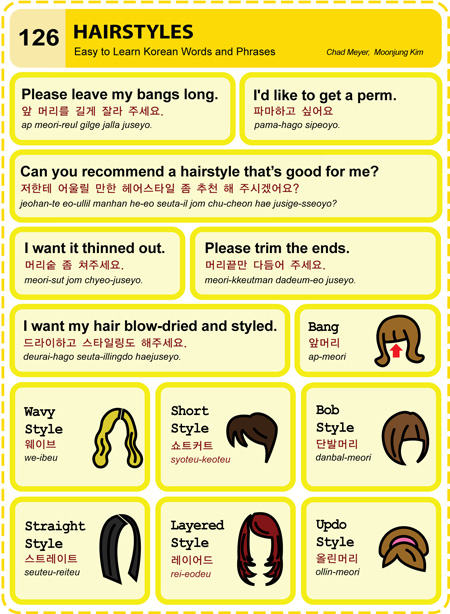 126
HAIRSTYLES
Easy to Learn Korean Words and Phrases
Chad Meyer, Moonjung Kim
Please leave my bangs long.
앞 머리를 길게 잘라 주세요.
ap meori-reul gilge jalla juseyo.
I'd like to get a perm.
파마하고 싶어요
pama-hago sipeoyo.
Can you recommend a hairstyle that's good for me?
저한테 어울릴 만한 헤어스타일 좀 추천 해 주시겠어요?
jeohan-te eo-ullil manhan he-eo seuta-il jom chu-cheon hae jusige-sseoyo?
I want it thinned out.
머리숱 좀 쳐주세요.
meori-sut jom chyeo-juseyo.
Please trim the ends.
머리끝만 다듬어 주세요.
meori-kkeutman dadeum-eo juseyo.
I want my hair blow-dried and styled.
드라이하고 스타일링도 해주세요.
deurai-hago seuta-illingdo haejuseyo.
Bang
앞머리
ap-meori
Wavy
Style
웨이브
we-ibeu
Short
Style
쇼트커트
syoteu-keoteu
Bob
Style
단발머리
danbal-meori
Straight
Style
스트레이트
seuteu-reiteu
Layered
Style
레이어드
rei-eodeu
Updo
Style
올린머리
ollin-meori